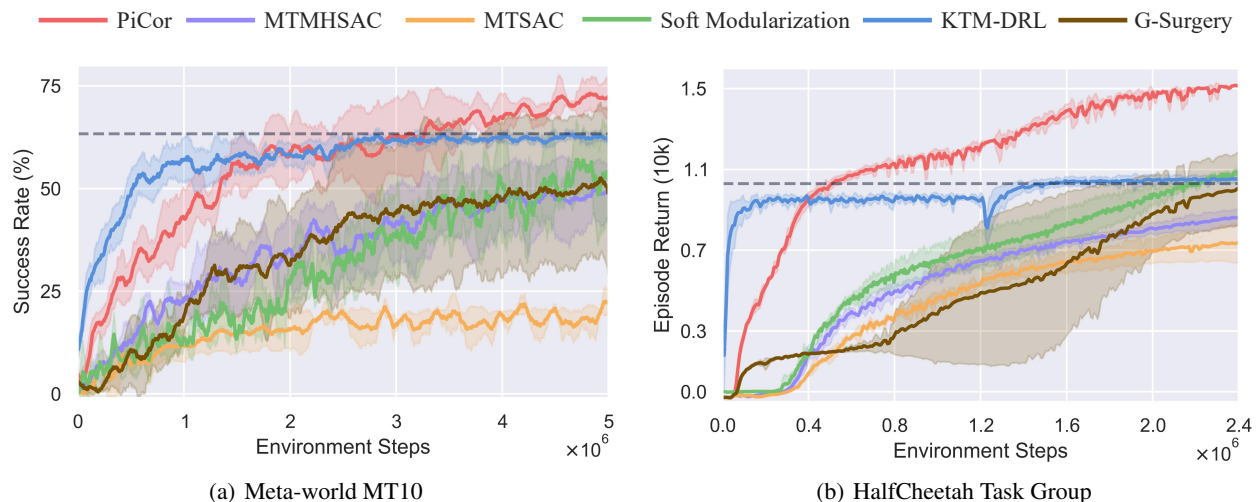 PiCor MTMHSAC MTSAC Soft Modularization KTM-DRL G-Surgery
Success Rate (%)
75
50
25
0
0 1 2 3 4 5
Environment Steps ×10⁶
(a) Meta-world MT10
Episode Return (10k)
1.5
1.1
0.7
0.3
0.0
0.4 0.8 1.2 1.6 2.0 2.4
Environment Steps ×10⁶
(b) HalfCheetah Task Group